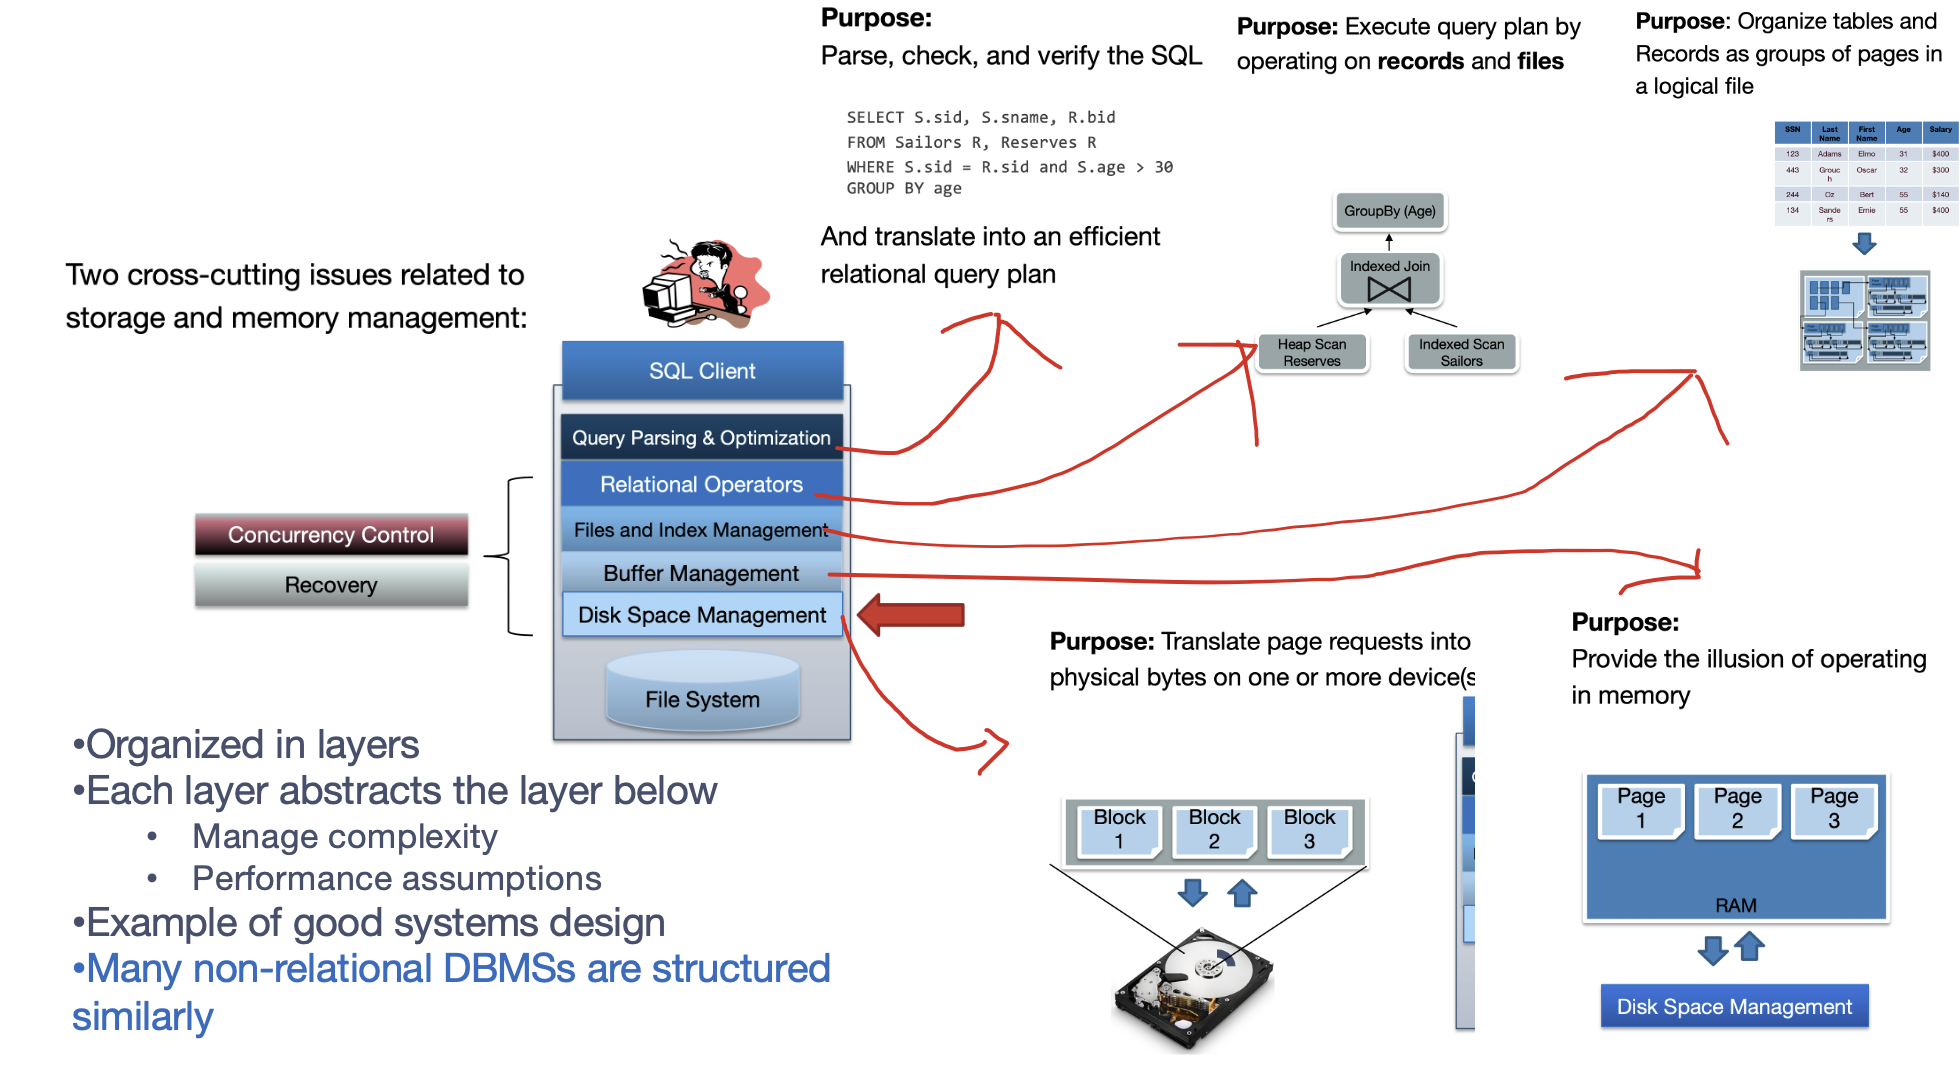 Purpose:
Parse, check, and verify the SQL
SELECT S.sid, S.sname, R.bid
FROM Sailors R, Reserves R
WHERE S.sid = R.sid and S.age > 30
GROUP BY age
And translate into an efficient
relational query plan
Purpose: Execute query plan by
operating on records and files
GroupBy (Age)
Indexed Join
Heap Scan
Reserves
Indexed Scan
Sailors
Purpose: Organize tables and
Records as groups of pages in
a logical file
SSN Last Name First Name Age Salary
123 Adams Elmo 31 $400
443 Grouch Oscar 32 $300
244 Oz Bert 55 $140
134 Sanders Ernie 55 $400
Two cross-cutting issues related to
storage and memory management:
SQL Client
Query Parsing & Optimization
Relational Operators
Files and Index Management
Buffer Management
Disk Space Management
File System
Concurrency Control
Recovery
•Organized in layers
•Each layer abstracts the layer below
• Manage complexity
• Performance assumptions
•Example of good systems design
•Many non-relational DBMSs are structured
similarly
Purpose: Translate page requests into
physical bytes on one or more device(s
Block
1
Block
2
Block
3
Purpose:
Provide the illusion of operating
in memory
Page
1
Page
2
Page
3
RAM
Disk Space Management